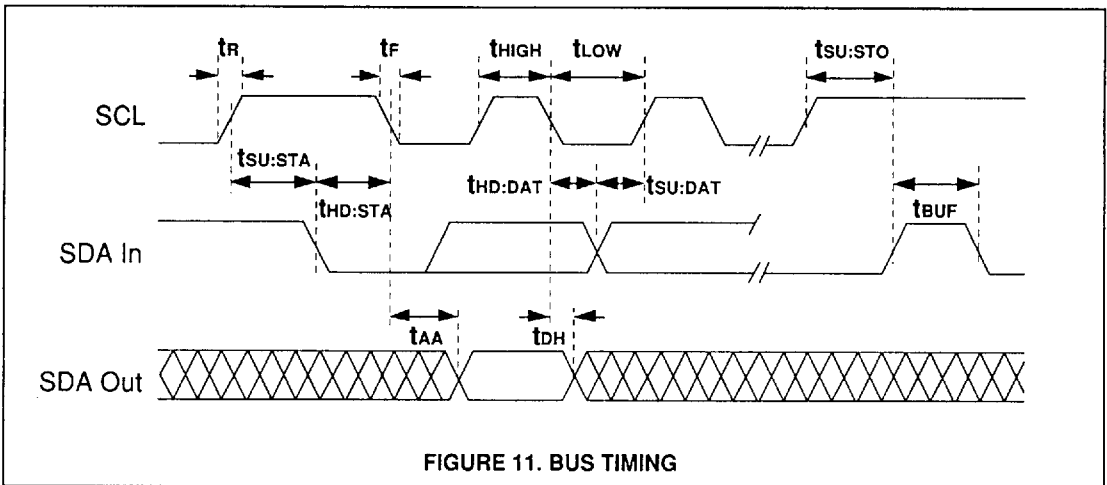 tR tF tHIGH tLOW tSU:STO
SCL
tSU:STA tHD:DAT tSU:DAT
tHD:STA tBUF
SDA In
tAA tDH
SDA Out
FIGURE 11. BUS TIMING